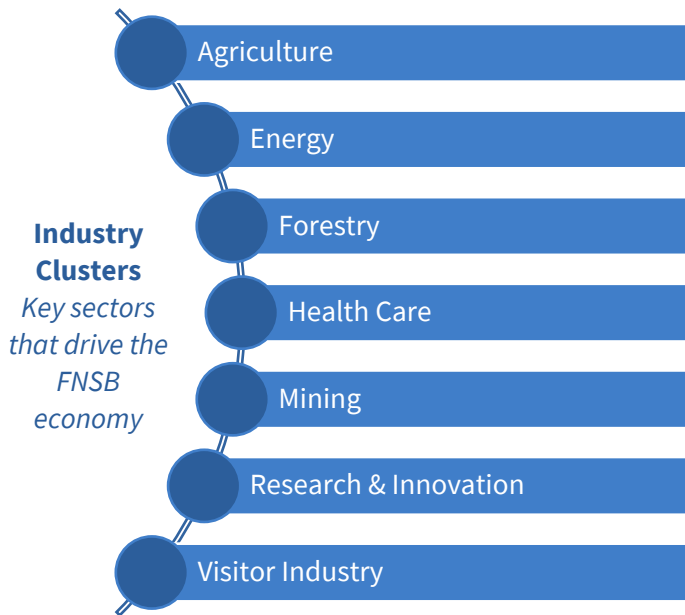 Agriculture
Energy
Forestry
Industry
Clusters
Key sectors
that drive the
FNSB
economy
Health Care
Mining
Research & Innovation
Visitor Industry